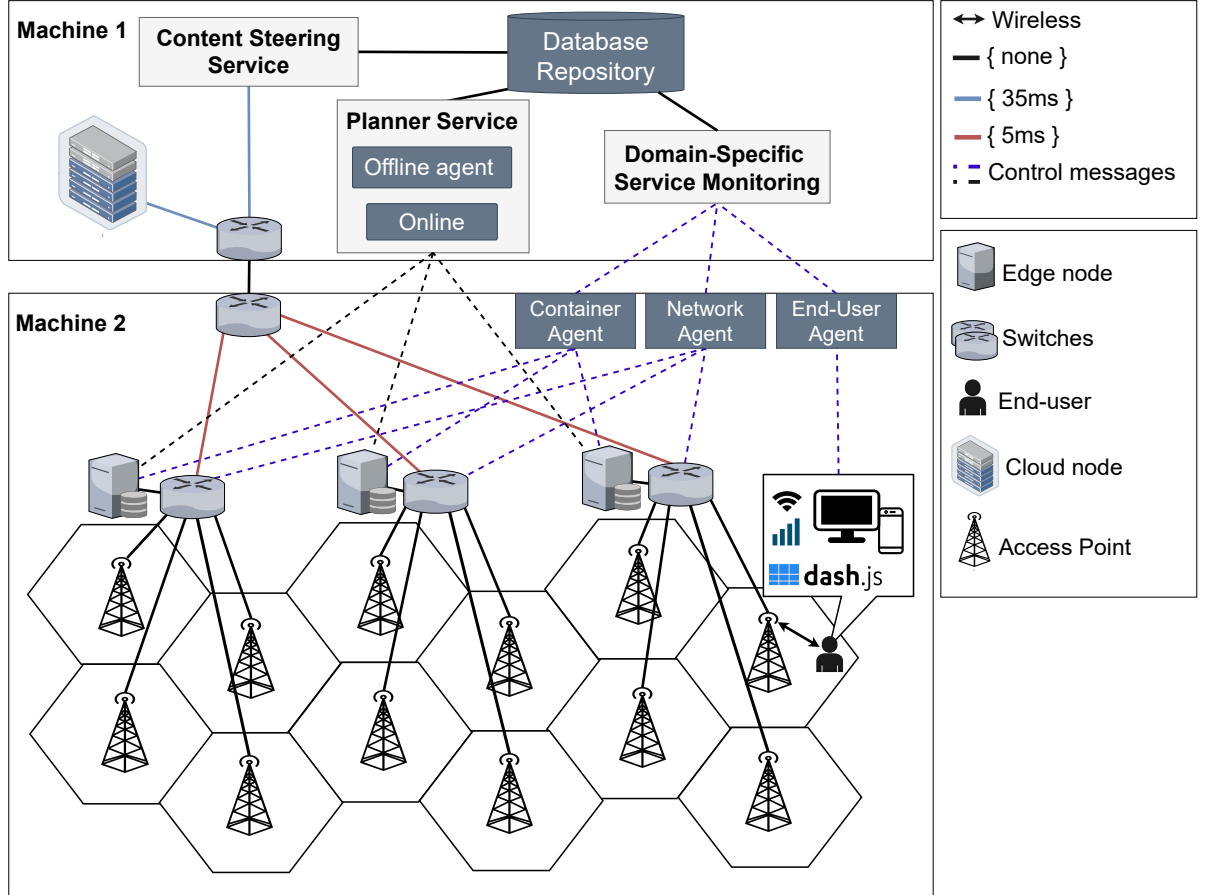 Machine 1
Content Steering
Service
Database
Repository
Planner Service
Offline agent
Online
Domain-Specific
Service Monitoring
Machine 2
Container
Agent
Network
Agent
End-User
Agent
dash.js
Wireless
{ none }
{ 35ms }
{ 5ms }
Control messages
Edge node
Switches
End-user
Cloud node
Access Point